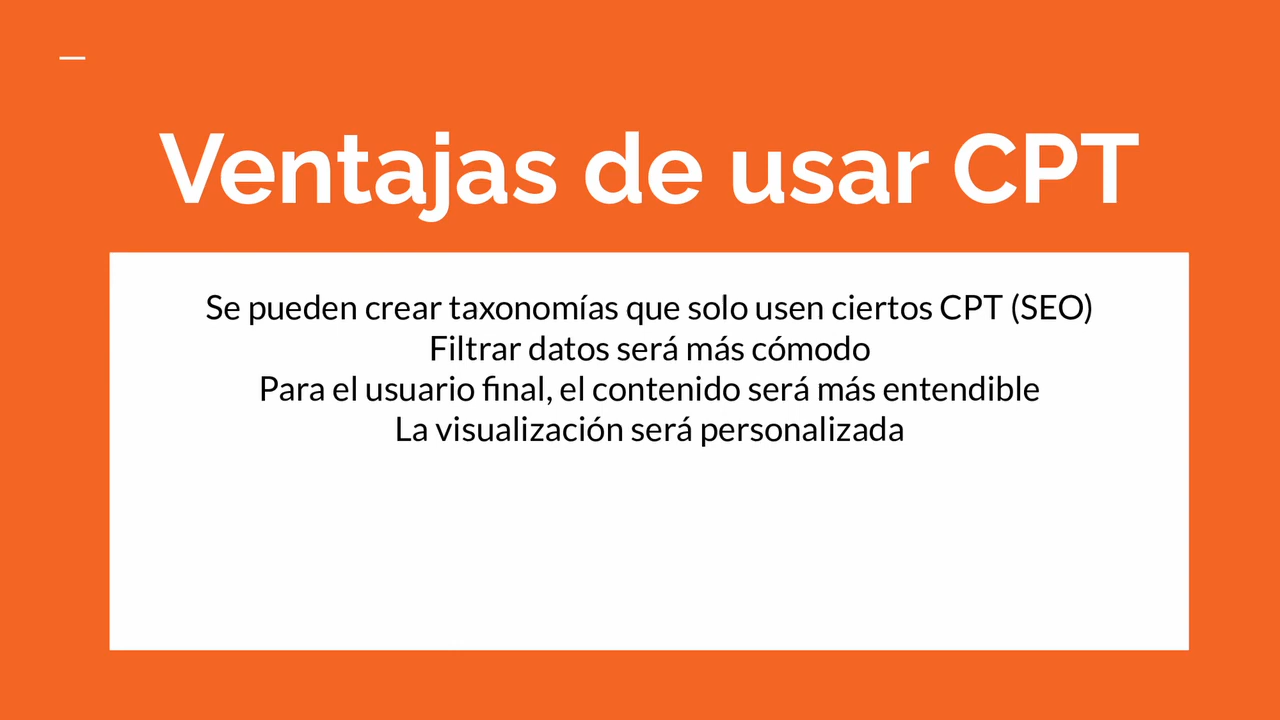 Ventajas de usar CPT
Se pueden crear taxonomías que solo usen ciertos CPT (SEO)
Filtrar datos será más cómodo
Para el usuario final, el contenido será más entendible
La visualización será personalizada